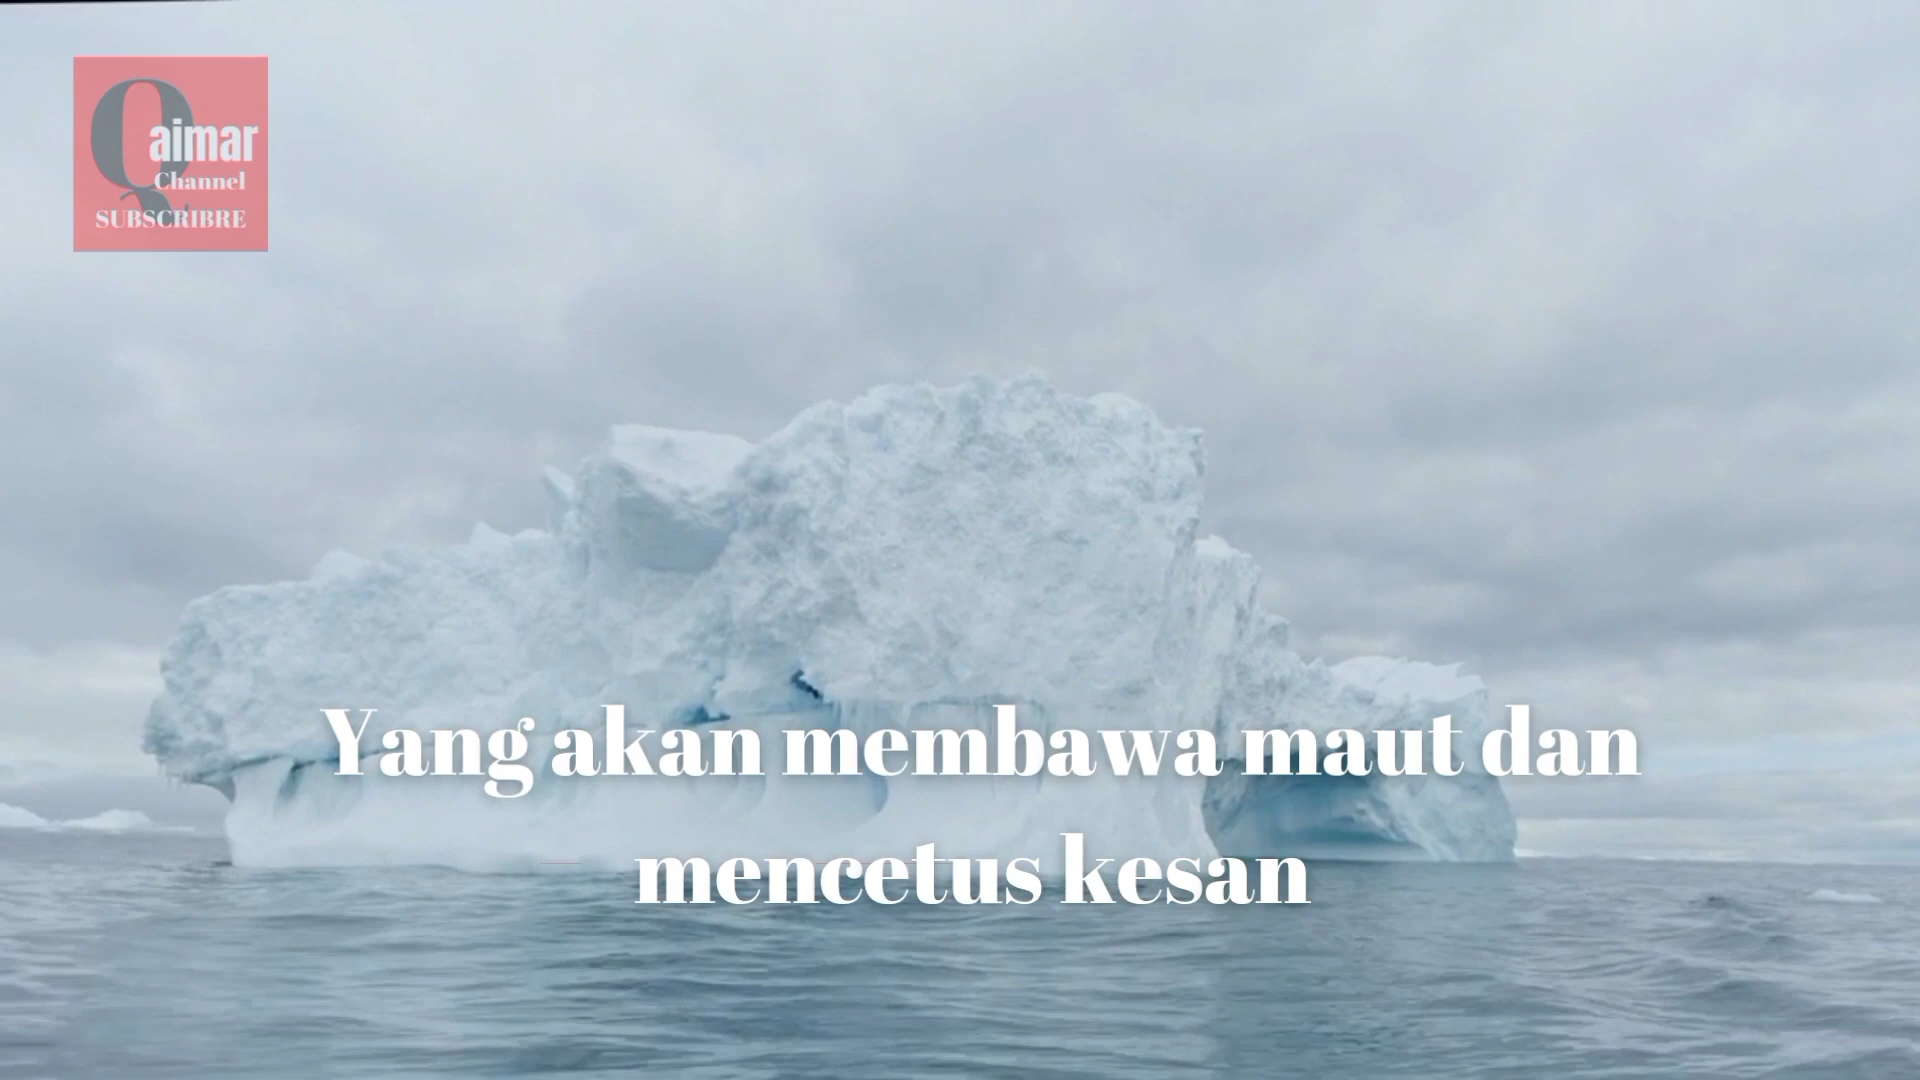 Qaimar
Channel
SUBSCRIBRE
Yang akan membawa maut dan
mencetus kesan